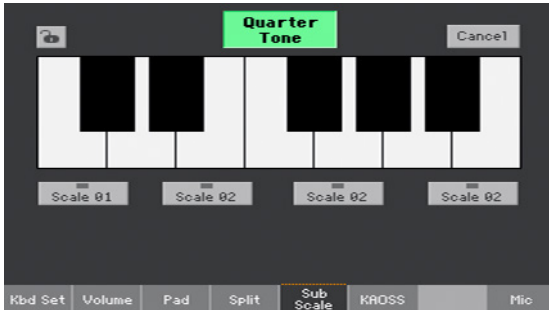 Quarter
Tone
Cancel
Scale 01
Scale 02
Scale 02
Scale 02
Kbd Set
Volume
Pad
Split
Sub
Scale
KAOSS
Mic